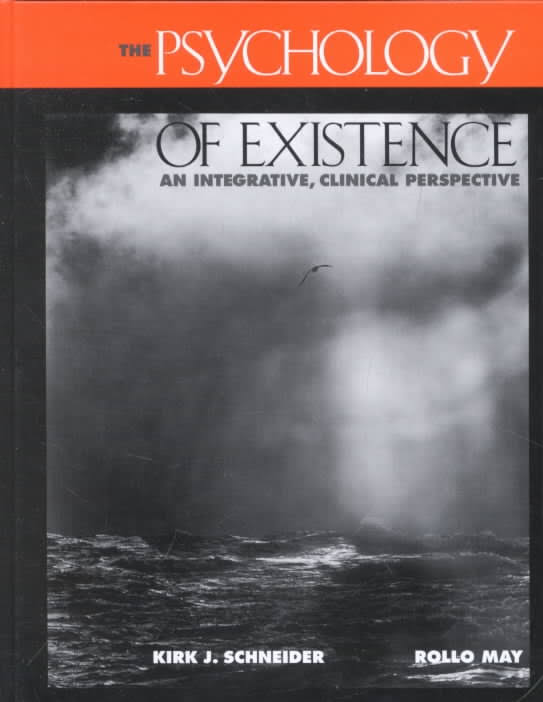 THE PSYCHOLOGY
OF EXISTENCE
AN INTEGRATIVE, CLINICAL PERSPECTIVE
KIRK J. SCHNEIDER ROLLO MAY